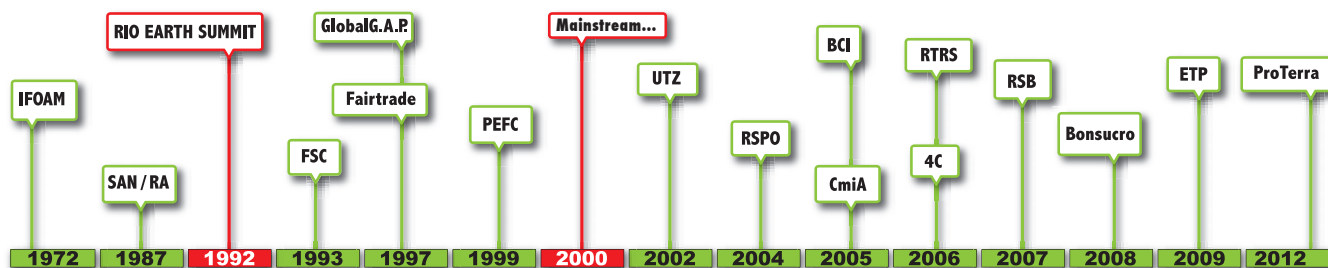 RIO EARTH SUMMIT
GlobalG.A.P.
Mainstream...
BCI
RTRS
IFOAM
Fairtrade
UTZ
RSB
ETP
ProTerra
SAN / RA
FSC
PEFC
RSPO
CmiA
4C
Bonsucro
1972 1987 1992 1993 1997 1999 2000 2002 2004 2005 2006 2007 2008 2009 2012